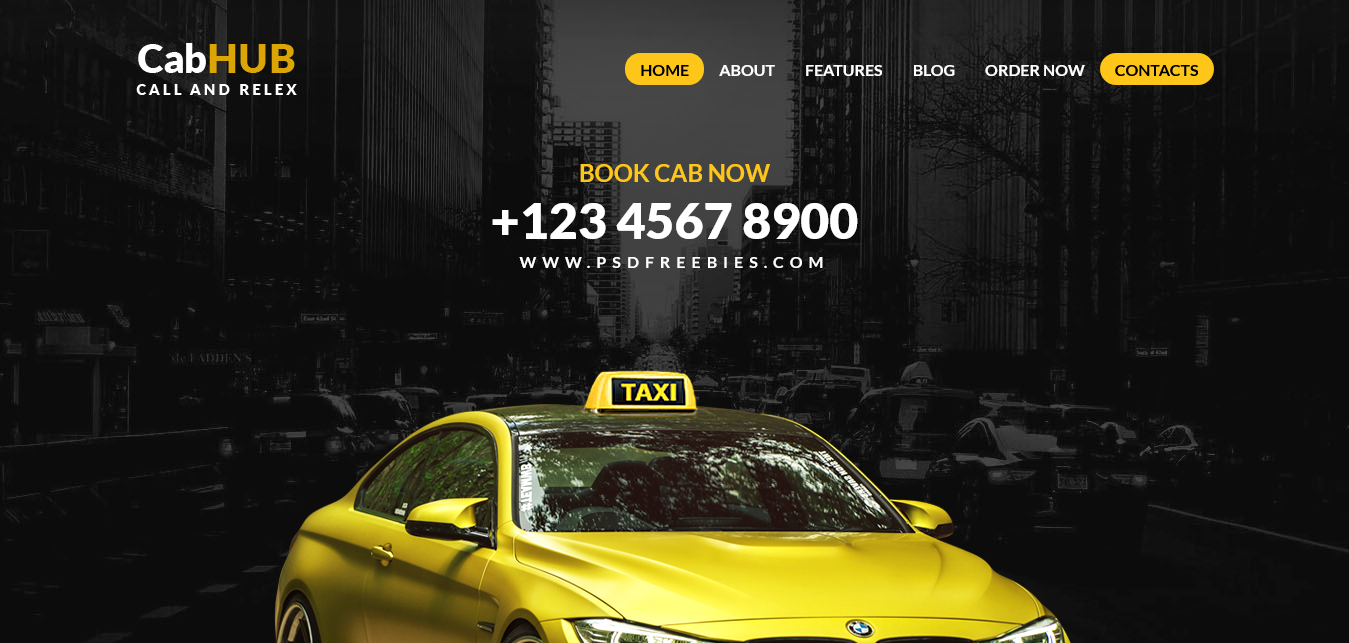 CabHUB
CALL AND RELEX
HOME ABOUT FEATURES BLOG ORDER NOW CONTACTS
BOOK CAB NOW
+123 4567 8900
WWW.PSDFREEBIES.COM
TAXI